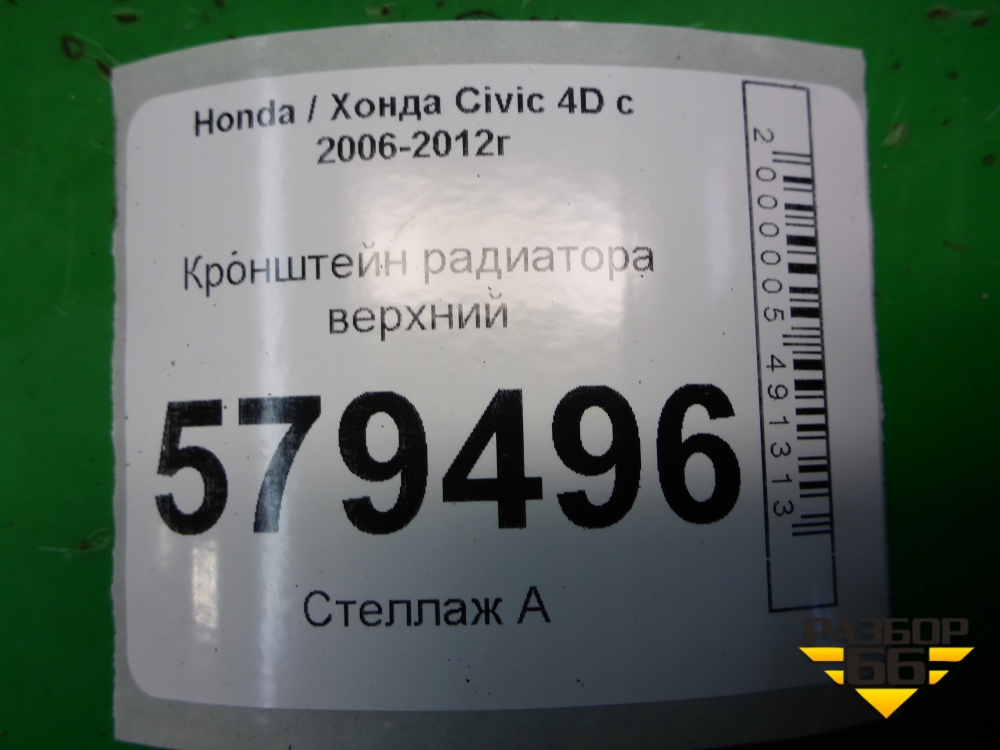 Honda / Хонда Civic 4D с
2006-2012г
Кронштейн радиатора
верхний
579496
Стеллаж А
2000005491313
РАЗБОР
66